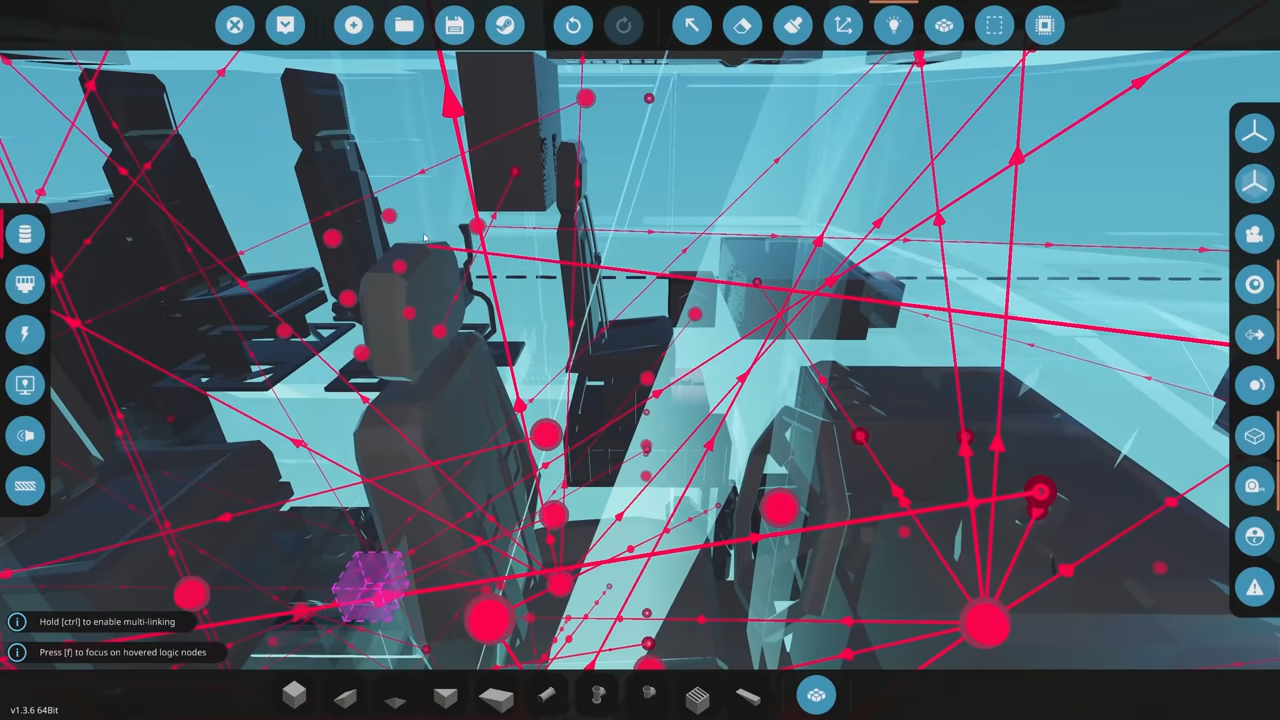 Hold [ctrl] to enable multi-linking
Press [f] to focus on hovered logic nodes
v1.3.6 64Bit